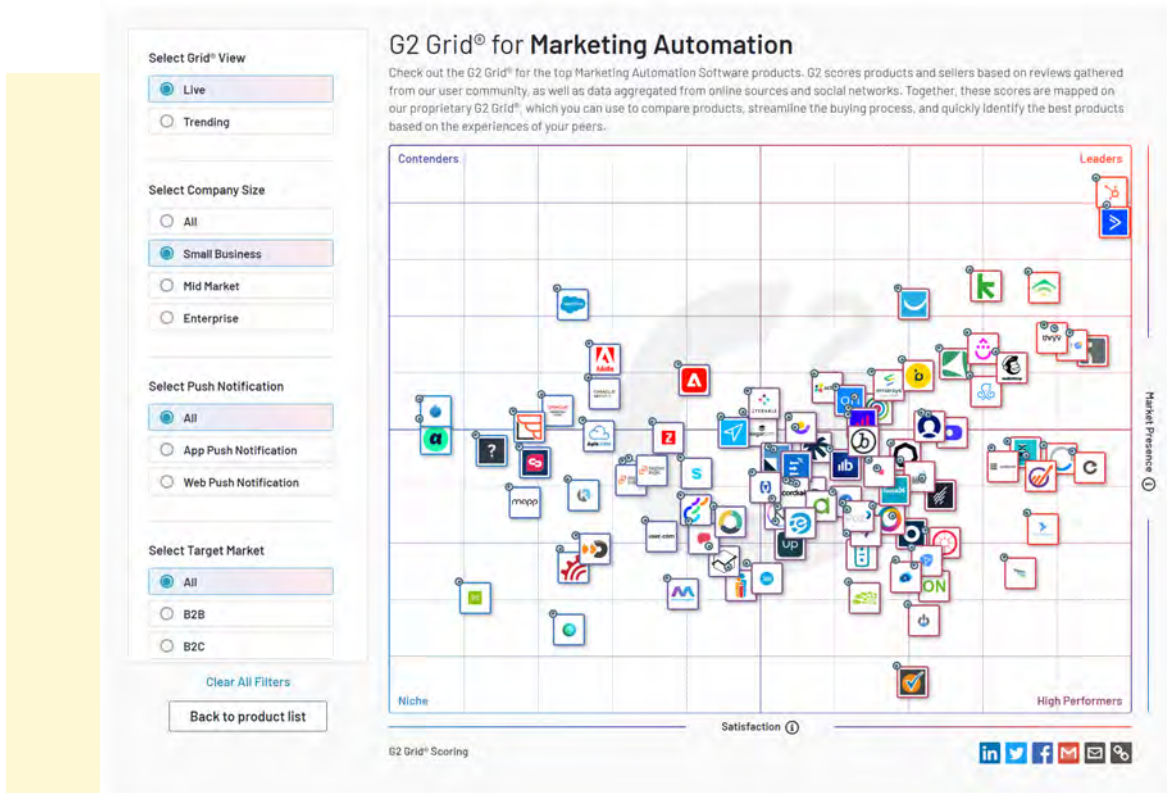 Select Grid® View
Live
Trending
Select Company Size
All
Small Business
Mid Market
Enterprise
Select Push Notification
All
App Push Notification
Web Push Notification
Select Target Market
All
B2B
B2C
Clear All Filters
Back to product list
G2 Grid® for Marketing Automation
Check out the G2 Grid® for the top Marketing Automation Software products. G2 scores products and sellers based on reviews gathered
from our user community, as well as data aggregated from online sources and social networks. Together, these scores are mapped on
our proprietary G2 Grid®, which you can use to compare products, streamline the buying process, and quickly identify the best products
based on the experiences of your peers.
Contenders
Leaders
Adobe
thryv
mapp
user.com
cordial
up
ON
Niche
High Performers
Market Presence
Satisfaction
G2 Grid® Scoring